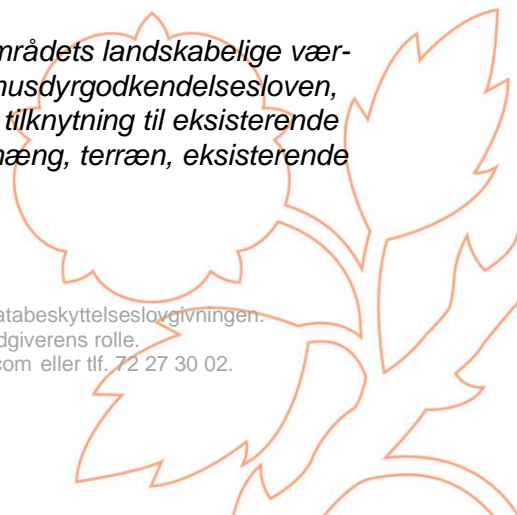 områdets landskabelige vær-
husdyrgodkendelsesloven,
tilknytning til eksisterende
hæng, terræn, eksisterende
atabeskyttelseslovgivningen.
dgiverens rolle.
com eller tlf. 72 27 30 02.